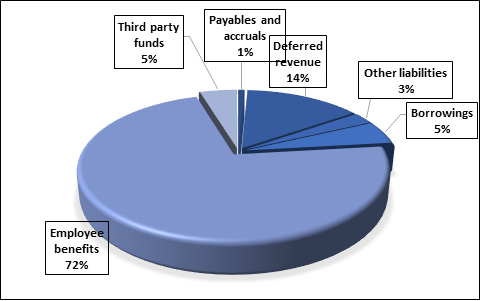 Third party
funds
5%
Payables and
accruals
1%
Deferred
revenue
14%
Other liabilities
3%
Borrowings
5%
Employee
benefits
72%